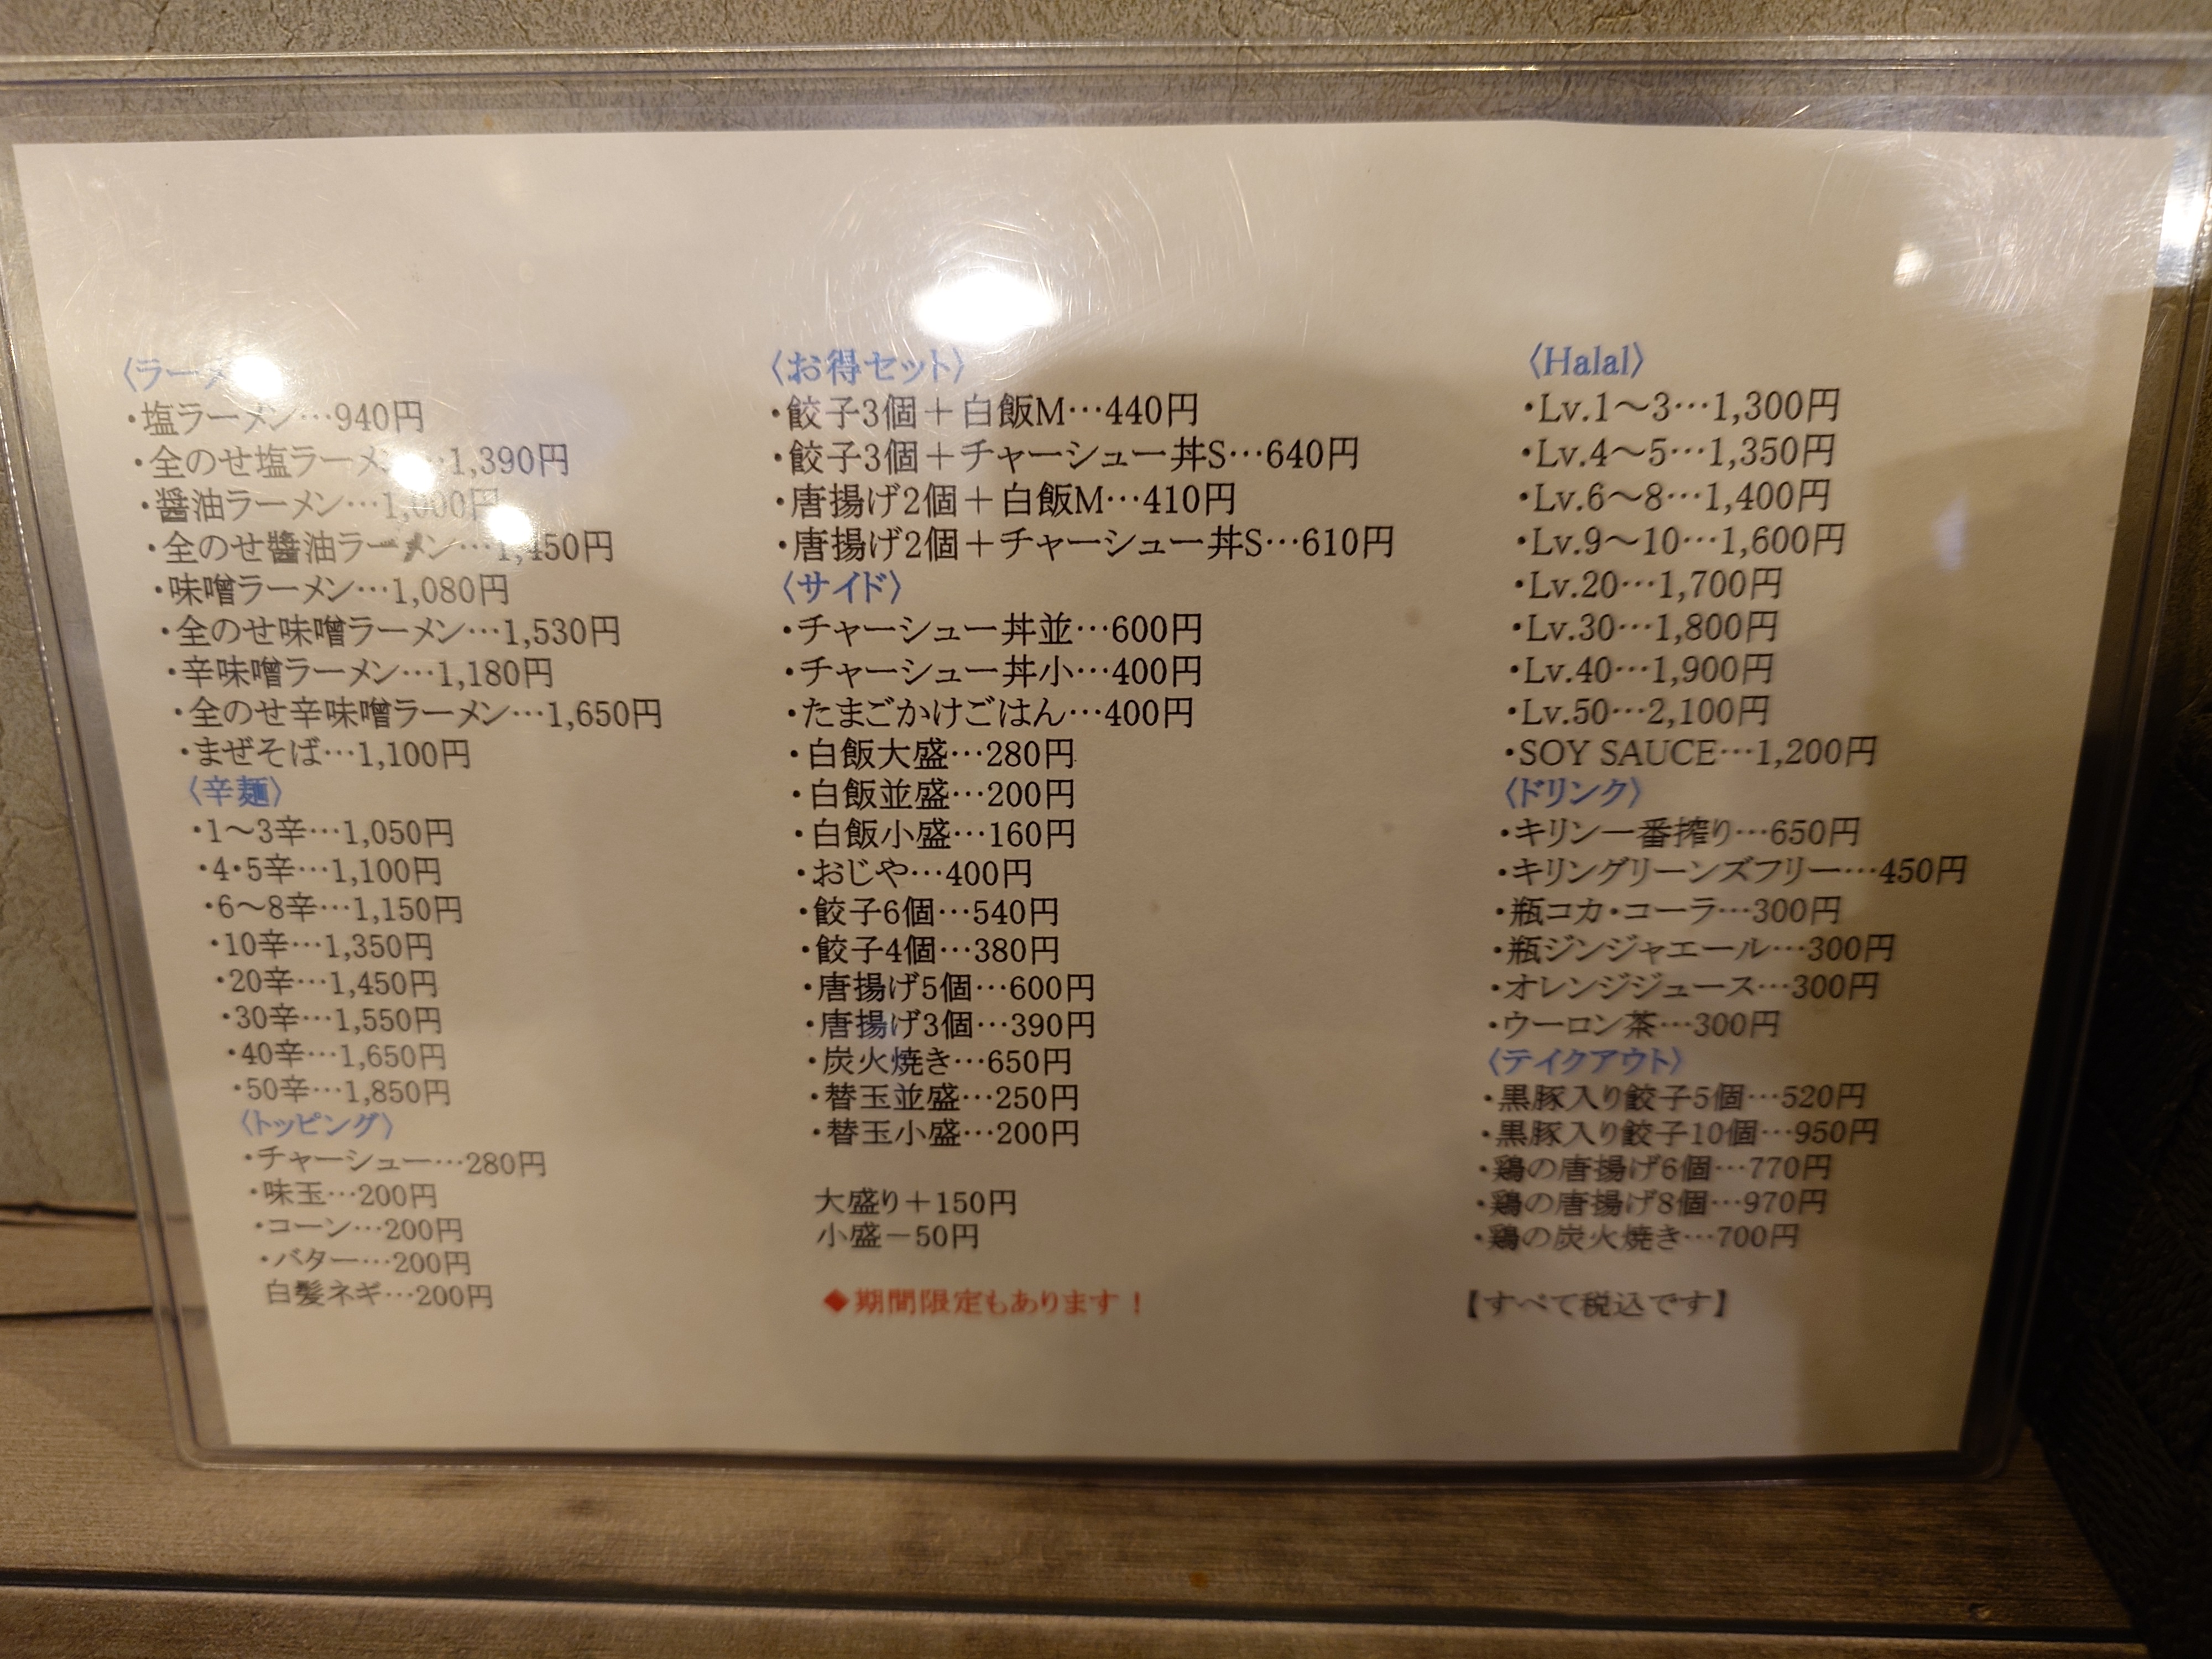 〈ラーメ
・塩ラーメン…940円
・全のせ塩ラーメン…1,390円
・醤油ラーメン…1,000円
・全のせ醤油ラーメン…1,450円
・味噌ラーメン…1,080円
・全のせ味噌ラーメン…1,530円
・辛味噌ラーメン…1,180円
・全のせ辛味噌ラーメン…1,650円
・まぜそば…1,100円
〈辛麺〉
・1～3辛…1,050円
・4・5辛…1,100円
・6～8辛…1,150円
・10辛…1,350円
・20辛…1,450円
・30辛…1,550円
・40辛…1,650円
・50辛…1,850円
〈トッピング〉
・チャーシュー…280円
・味玉…200円
・コーン…200円
・バター…200円
白髪ネギ…200円
〈お得セット〉
・餃子3個＋白飯M…440円
・餃子3個＋チャーシュー丼S…640円
・唐揚げ2個＋白飯M…410円
・唐揚げ2個＋チャーシュー丼S…610円
〈サイド〉
・チャーシュー丼並…600円
・チャーシュー丼小…400円
・たまごかけごはん…400円
・白飯大盛…280円
・白飯並盛…200円
・白飯小盛…160円
・おじや…400円
・餃子6個…540円
・餃子4個…380円
・唐揚げ5個…600円
・唐揚げ3個…390円
・炭火焼き…650円
・替玉並盛…250円
・替玉小盛…200円
大盛り＋150円
小盛－50円
◆期間限定もあります！
〈Halal〉
・Lv.1～3…1,300円
・Lv.4～5…1,350円
・Lv.6～8…1,400円
・Lv.9～10…1,600円
・Lv.20…1,700円
・Lv.30…1,800円
・Lv.40…1,900円
・Lv.50…2,100円
・SOY SAUCE…1,200円
〈ドリンク〉
・キリン一番搾り…650円
・キリングリーンズフリー…450円
・瓶コカ・コーラ…300円
・瓶ジンジャエール…300円
・オレンジジュース…300円
・ウーロン茶…300円
〈テイクアウト〉
・黒豚入り餃子5個…520円
・黒豚入り餃子10個…950円
・鶏の唐揚げ6個…770円
・鶏の唐揚げ8個…970円
・鶏の炭火焼き…700円
【すべて税込です】